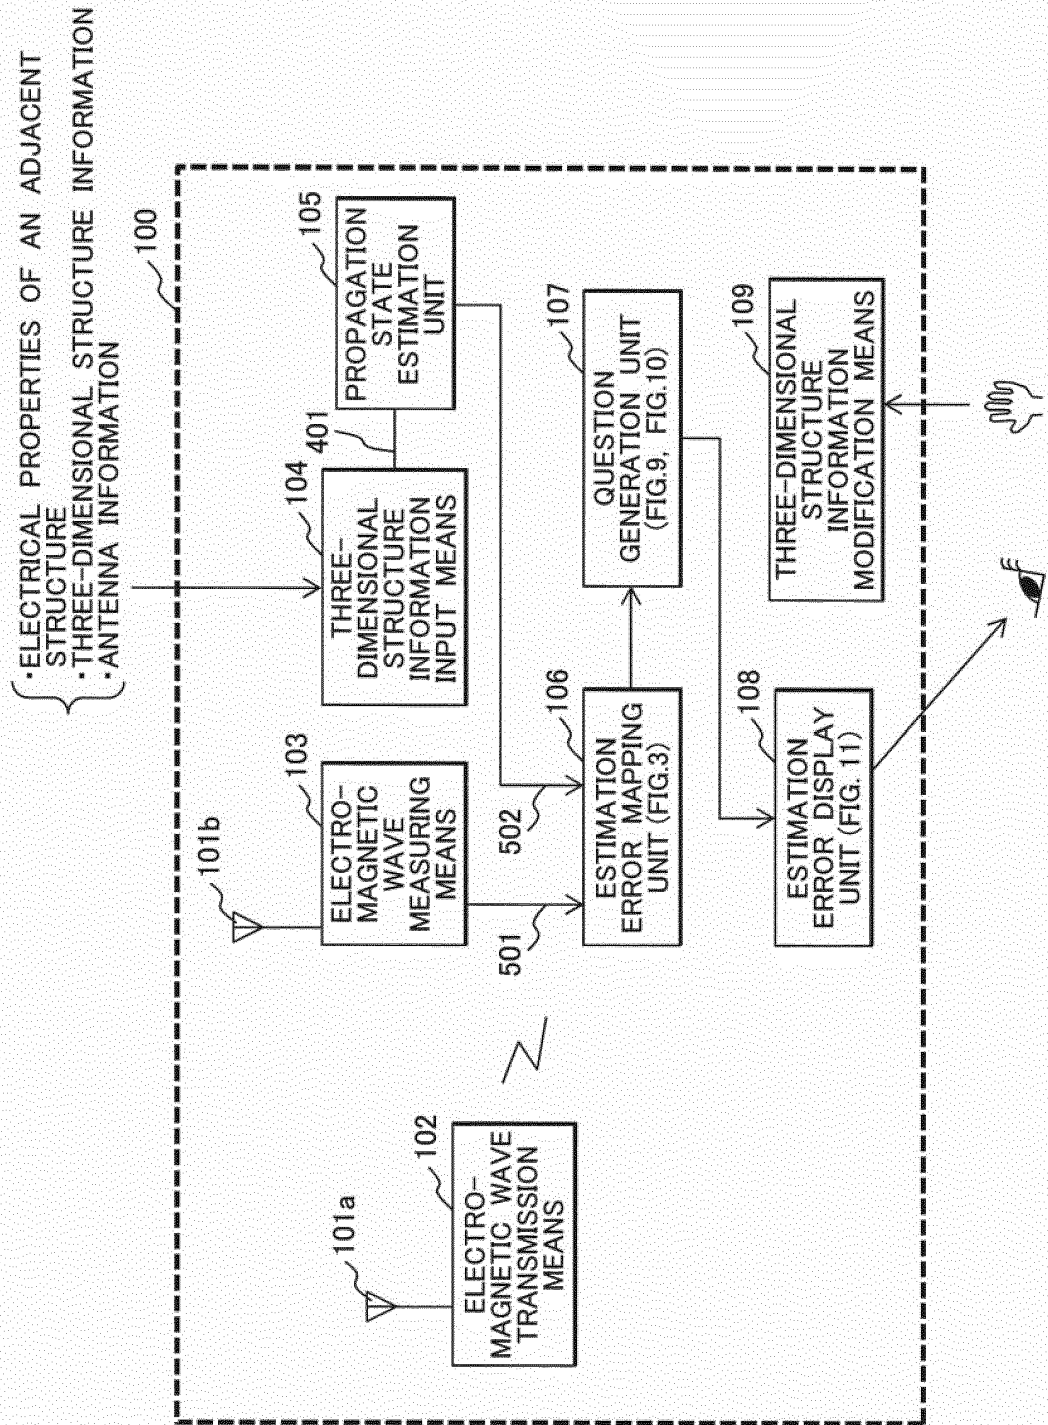 ・ELECTRICAL PROPERTIES OF AN ADJACENT
STRUCTURE
・THREE-DIMENSIONAL STRUCTURE INFORMATION
・ANTENNA INFORMATION
100
101a
102
ELECTRO-
MAGNETIC WAVE
TRANSMISSION
MEANS
101b
103
ELECTRO-
MAGNETIC
WAVE
MEASURING
MEANS
104
THREE-
DIMENSIONAL
STRUCTURE
INFORMATION
INPUT MEANS
401
105
PROPAGATION
STATE
ESTIMATION
UNIT
501
502
106
ESTIMATION
ERROR MAPPING
UNIT (FIG.3)
107
QUESTION
GENERATION UNIT
(FIG.9, FIG.10)
108
ESTIMATION
ERROR DISPLAY
UNIT (FIG. 11)
109
THREE-DIMENSIONAL
STRUCTURE
INFORMATION
MODIFICATION MEANS